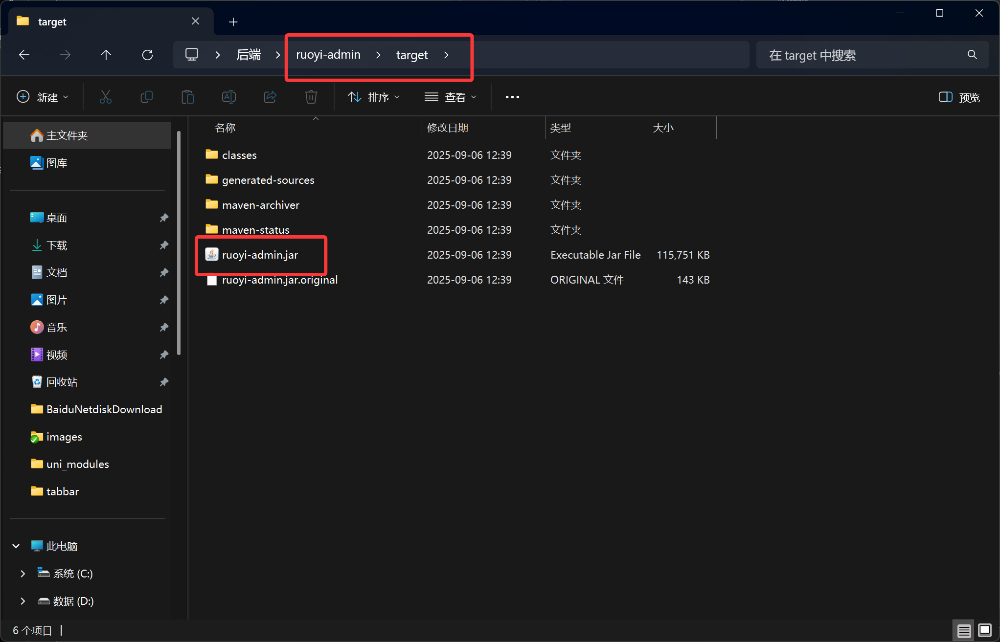 target
后端 ruoyi-admin target
在 target 中搜索
新建 排序 查看 预览
主文件夹
图库
桌面
下载
文档
图片
音乐
视频
回收站
BaiduNetdiskDownload
images
uni_modules
tabbar
此电脑
系统 (C:)
数据 (D:)
名称 修改日期 类型 大小
classes 2025-09-06 12:39 文件夹
generated-sources 2025-09-06 12:39 文件夹
maven-archiver 2025-09-06 12:39 文件夹
maven-status 2025-09-06 12:39 文件夹
ruoyi-admin.jar 2025-09-06 12:39 Executable Jar File 115,751 KB
ruoyi-admin.jar.original 2025-09-06 12:39 ORIGINAL 文件 143 KB
6 个项目